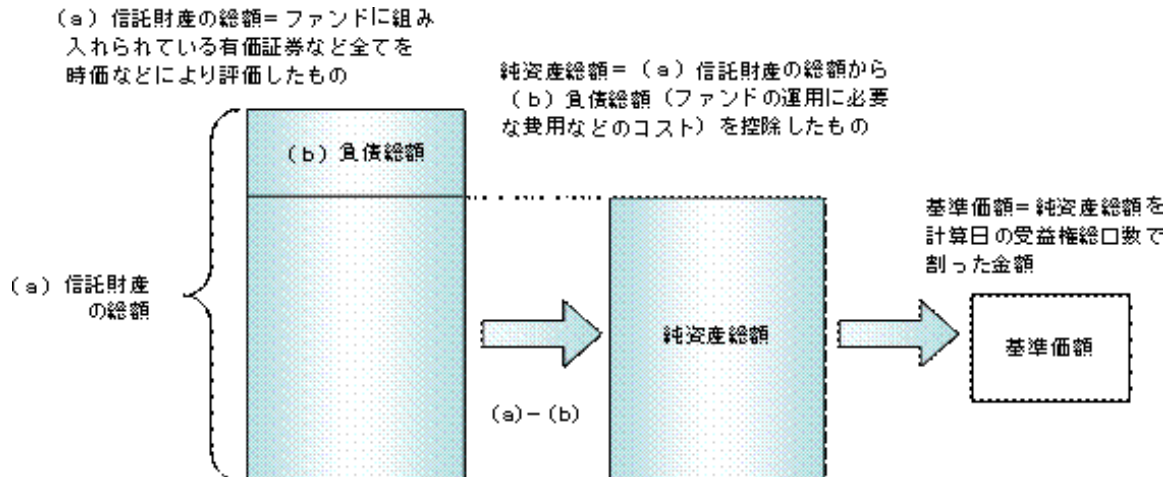 (a) 信託財産の総額=ファンドに組み
入れられている有価証券など全てを
時価などにより評価したもの
純資産総額=(a) 信託財産の総額から
(b) 負債総額(ファンドの運用に必要
な費用などのコスト)を控除したもの
(b) 負債総額
基準価額=純資産総額を
計算日の受益権総口数で
割った金額
(a) 信託財産
の総額
純資産総額
基準価額
(a)-(b)